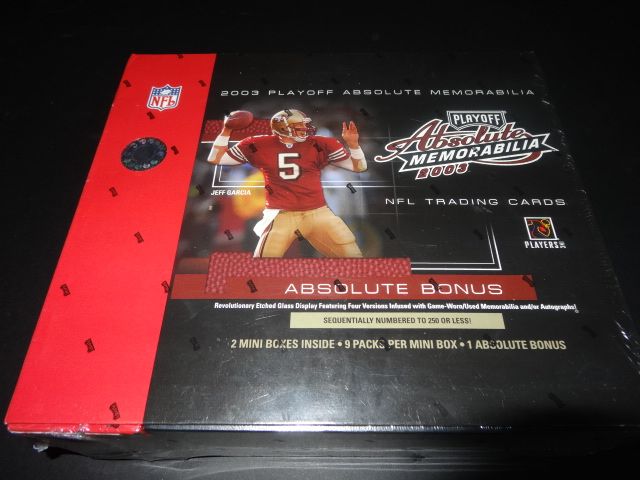 NFL
2003 PLAYOFF ABSOLUTE MEMORABILIA
PLAYOFF
Absolute
MEMORABILIA
2003
5
JEFF GARCIA
NFL TRADING CARDS
PLAYERS INC
ABSOLUTE BONUS
Revolutionary Etched Glass Display Featuring Four Versions Infused with Game-Worn/Used Memorabilia and/or Autographs!
SEQUENTIALLY NUMBERED TO 250 OR LESS!
2 MINI BOXES INSIDE • 9 PACKS PER MINI BOX • 1 ABSOLUTE BONUS